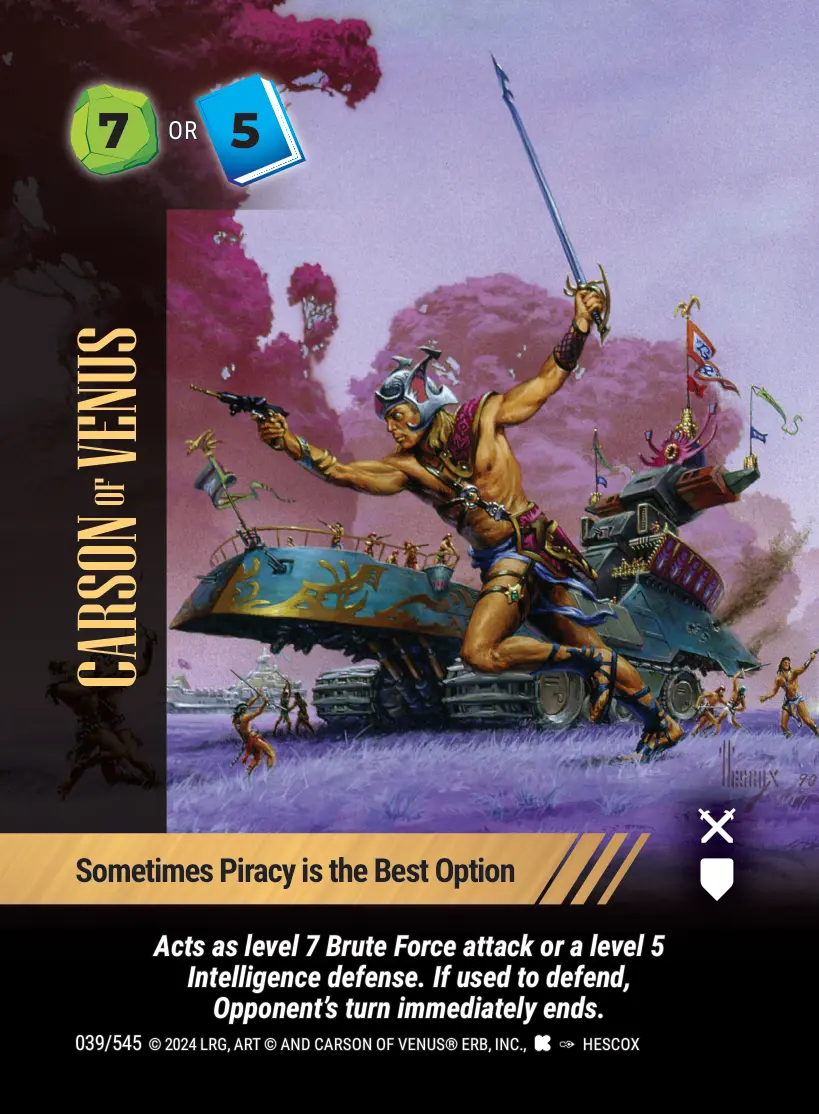 7 OR 5
CARSON OF VENUS
HESCOX 90
Sometimes Piracy is the Best Option
Acts as level 7 Brute Force attack or a level 5
Intelligence defense. If used to defend,
Opponent's turn immediately ends.
039/545 © 2024 LRG, ART © AND CARSON OF VENUS® ERB, INC., HESCOX